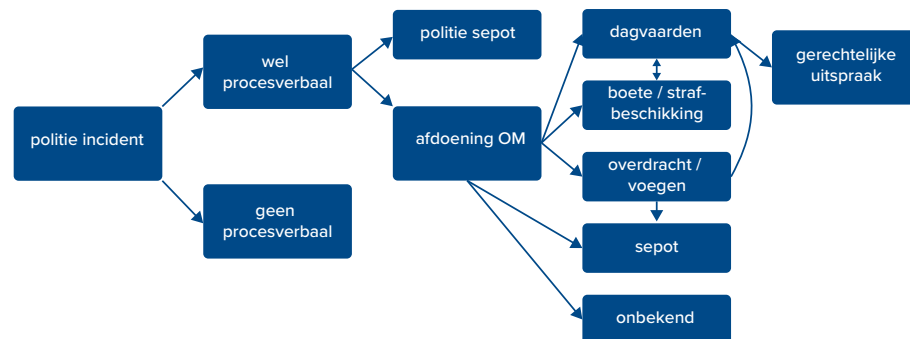 politie incident
wel
procesverbaal
geen
procesverbaal
politie sepot
afdoening OM
dagvaarden
boete / straf-
beschikking
overdracht /
voegen
sepot
onbekend
gerechtelijke
uitspraak